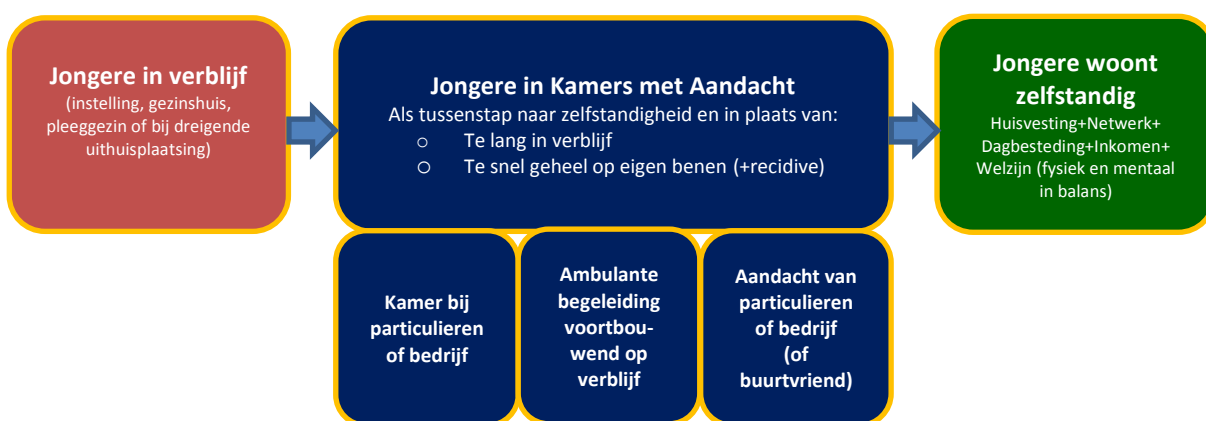 Jongere in verblijf
(instelling, gezinshuis,
pleeggezin of bij dreigende
uithuisplaatsing)
Jongere in Kamers met Aandacht
Als tussenstap naar zelfstandigheid en in plaats van:
o Te lang in verblijf
o Te snel geheel op eigen benen (+recidive)
Jongere woont
zelfstandig
Huisvesting+Netwerk+
Dagbesteding+Inkomen+
Welzijn (fysiek en mentaal
in balans)
Kamer bij
particulieren
of bedrijf
Ambulante
begeleiding
voortbou-
wend op
verblijf
Aandacht van
particulieren
of bedrijf
(of
buurtvriend)